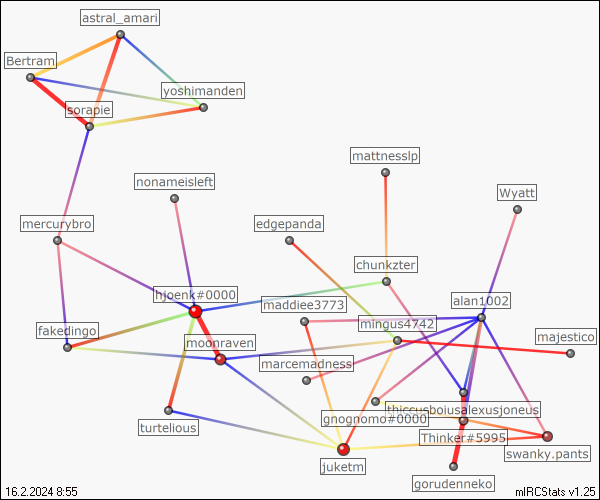 astral_amari
Bertram
yoshimanden
sorapie
mattnesslp
nonameisleft
Wyatt
mercurybro
edgepanda
chunkzter
hjoenk#0000
maddiee3773
alan1002
fakedingo
mingus4742
majestico
moonraven
marcemadness
thiccusboiusalexusjoneus
gnognomo#0000
turtelious
Thinker#5995
swanky.pants
juketm
gorudenneko
16.2.2024 8:55
mIRCStats v1.25